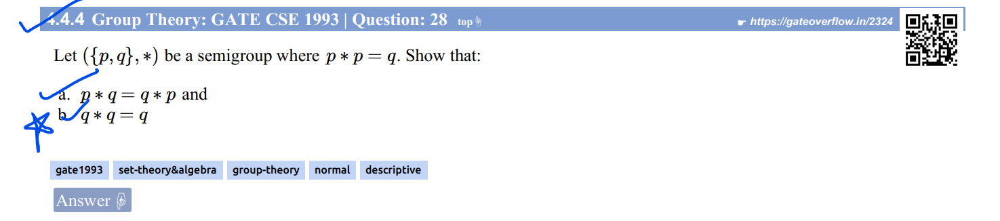 4.4.4 Group Theory: GATE CSE 1993 | Question: 28 top☝
☛ https://gateoverflow.in/2324
Let ({p, q}, ∗) be a semigroup where p ∗ p = q. Show that:
a. p ∗ q = q ∗ p and
b. q ∗ q = q
gate1993 set-theory&algebra group-theory normal descriptive
Answer ☟